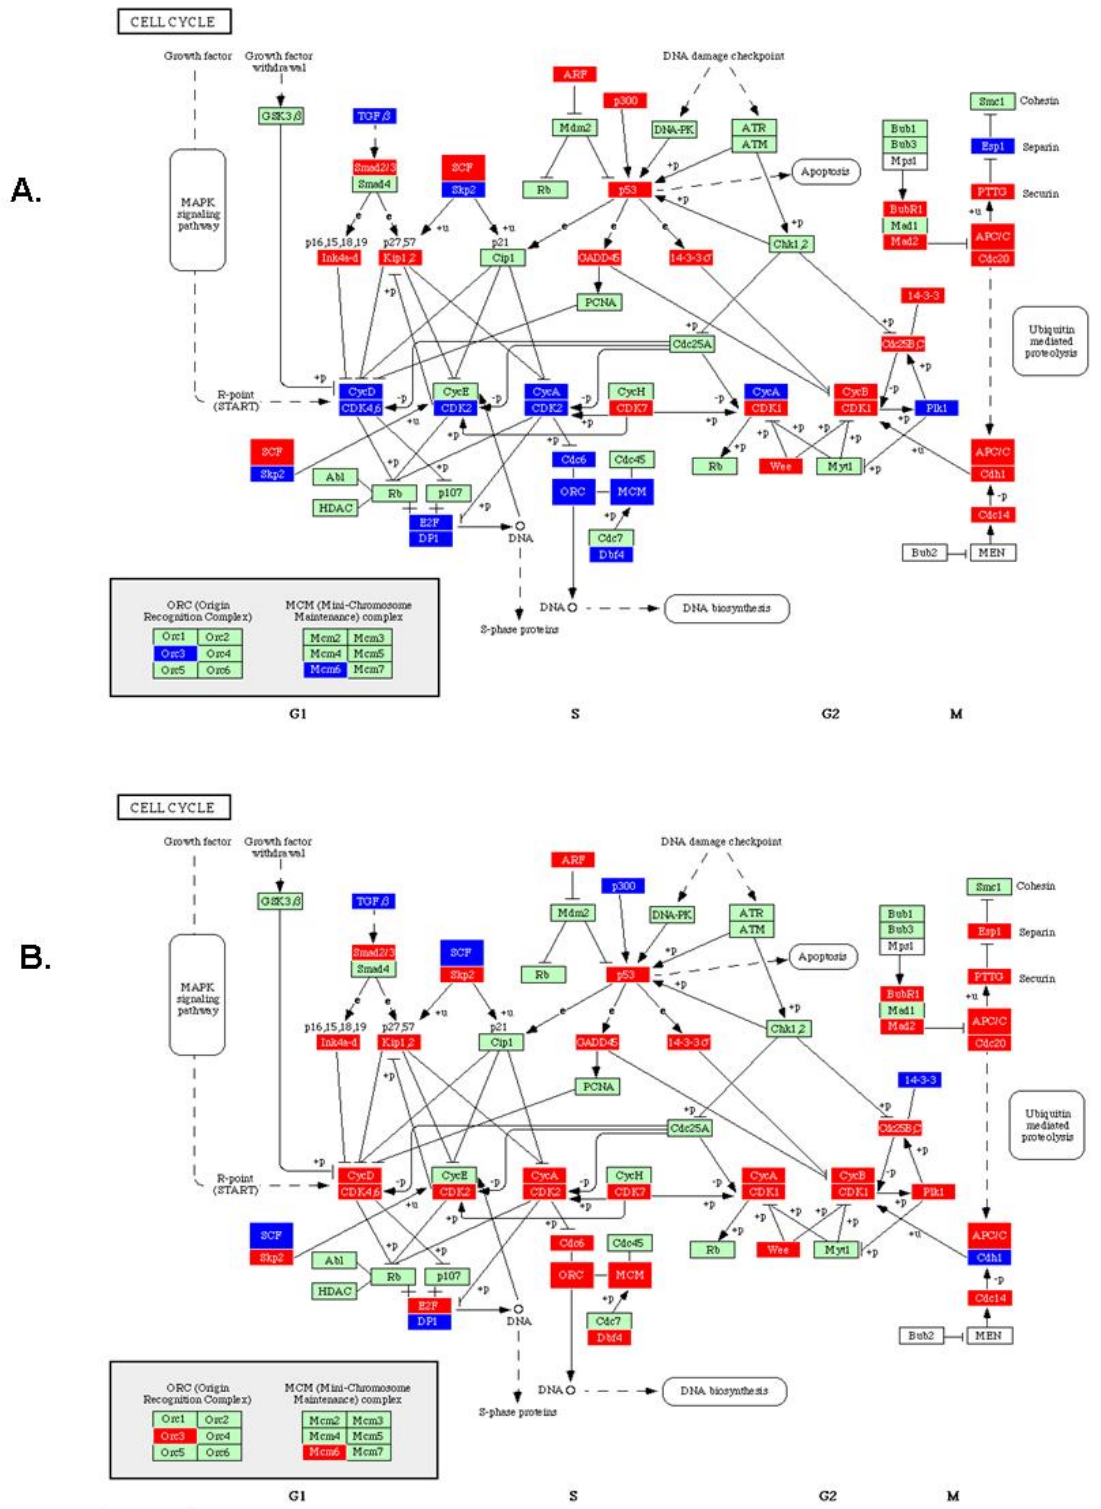 CELL CYCLE
Growth factor
Growth factor
withdrawal
DNA damage checkpoint
ARF
p300
GSK3β
TGFβ
Mdm2
DNA-PK
ATR
ATM
Bub1
Bub3
Mps1
Smc1
Cohesin
Esp1
Separin
A.
MAPK
signaling
pathway
Smad2/3
Smad4
SCF
Skp2
Rb
p53
+p
Apoptosis
PTTG
Securin
+u
BubR1
Mad1
Mad2
APC/C
Cdc20
e
e
+u
+u
e
e
e
+p
+p
p16,15,18,19
Ink4a-d
p27,57
Kip1,2
p21
Cip1
GADD45
14-3-3σ
Chk1,2
+p
PCNA
14-3-3
Ubiquitin
mediated
proteolysis
+p
Cdc25A
+p
Cdc25B,C
+p
R-point
(START)
CycD
CDK4,6
-p
CycE
CDK2
-p
CycA
CDK2
-p
+u
CycH
CDK7
+p
-p
CycA
CDK1
CycB
CDK1
-p
+p
+p
Plk1
SCF
Skp2
+p
+p
+p
+p
+p
+p
+p
+p
+p
+u
APC/C
Cdh1
Abl
HDAC
Rb
p107
Cdc6
Cdc45
Rb
Wee
Myt1
+p
ORC
MCM
-p
Cdc14
E2F
DP1
+p
DNA
+p
Cdc7
Dbf4
Bub2
MEN
ORC (Origin
Recognition Complex)
MCM (Mini-Chromosome
Maintenance) complex
DNA
DNA biosynthesis
S-phase proteins
Orc1
Orc2
Mcm2
Mcm3
Orc3
Orc4
Mcm4
Mcm5
Orc5
Orc6
Mcm6
Mcm7
G1
S
G2
M
CELL CYCLE
Growth factor
Growth factor
withdrawal
DNA damage checkpoint
ARF
p300
GSK3β
TGFβ
Mdm2
DNA-PK
ATR
ATM
Bub1
Bub3
Mps1
Smc1
Cohesin
Esp1
Separin
B.
MAPK
signaling
pathway
Smad2/3
Smad4
SCF
Skp2
Rb
p53
+p
Apoptosis
PTTG
Securin
+u
BubR1
Mad1
Mad2
APC/C
Cdc20
e
e
+u
+u
e
e
e
+p
+p
p16,15,18,19
Ink4a-d
p27,57
Kip1,2
p21
Cip1
GADD45
14-3-3σ
Chk1,2
+p
PCNA
14-3-3
Ubiquitin
mediated
proteolysis
+p
Cdc25A
+p
Cdc25B,C
+p
R-point
(START)
CycD
CDK4,6
-p
CycE
CDK2
-p
CycA
CDK2
-p
+u
CycH
CDK7
+p
-p
CycA
CDK1
CycB
CDK1
-p
+p
+p
Plk1
SCF
Skp2
+p
+p
+p
+p
+p
+p
+p
+p
+p
+u
APC/C
Cdh1
Abl
HDAC
Rb
p107
Cdc6
Cdc45
Rb
Wee
Myt1
+p
ORC
MCM
-p
Cdc14
E2F
DP1
+p
DNA
+p
Cdc7
Dbf4
Bub2
MEN
ORC (Origin
Recognition Complex)
MCM (Mini-Chromosome
Maintenance) complex
DNA
DNA biosynthesis
S-phase proteins
Orc1
Orc2
Mcm2
Mcm3
Orc3
Orc4
Mcm4
Mcm5
Orc5
Orc6
Mcm6
Mcm7
G1
S
G2
M